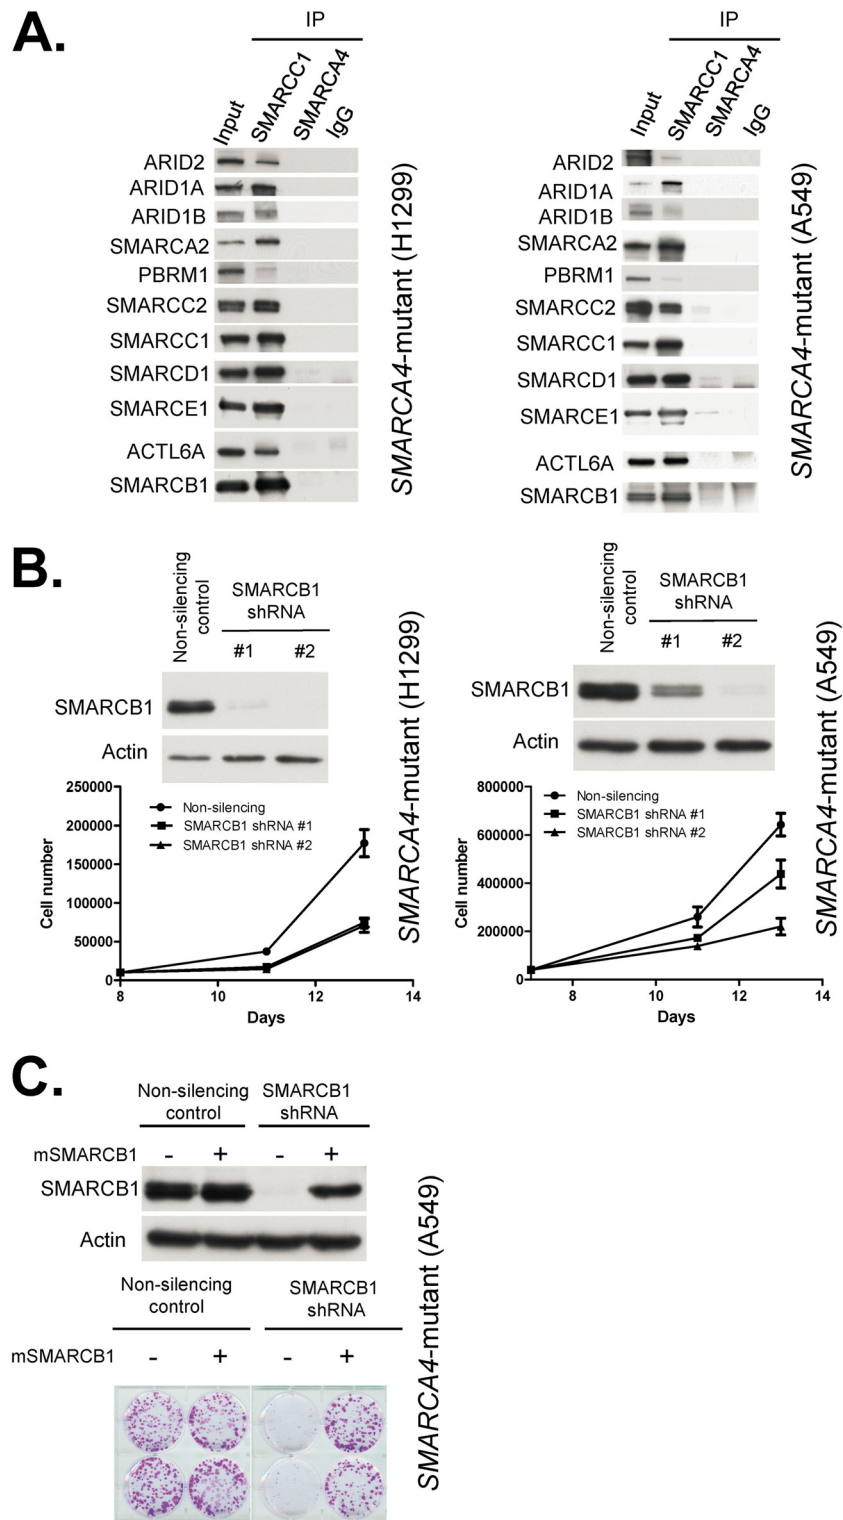 A.
IP
Input
SMARCC1
SMARCA4
IgG
ARID2
ARID1A
ARID1B
SMARCA2
PBRM1
SMARCC2
SMARCC1
SMARCD1
SMARCE1
ACTL6A
SMARCB1
SMARCA4-mutant (H1299)
IP
Input
SMARCC1
SMARCA4
IgG
ARID2
ARID1A
ARID1B
SMARCA2
PBRM1
SMARCC2
SMARCC1
SMARCD1
SMARCE1
ACTL6A
SMARCB1
SMARCA4-mutant (A549)
B.
Non-silencing
control
SMARCB1
shRNA
#1 #2
SMARCB1
Actin
250000
200000
150000
100000
50000
0
Cell number
Non-silencing
SMARCB1 shRNA #1
SMARCB1 shRNA #2
8 10 12 14
Days
SMARCA4-mutant (H1299)
Non-silencing
control
SMARCB1
shRNA
#1 #2
SMARCB1
Actin
800000
600000
400000
200000
0
Cell number
Non-silencing
SMARCB1 shRNA #1
SMARCB1 shRNA #2
8 10 12 14
Days
SMARCA4-mutant (A549)
C.
Non-silencing
control
SMARCB1
shRNA
mSMARCB1 - + - +
SMARCB1
Actin
Non-silencing
control
SMARCB1
shRNA
mSMARCB1 - + - +
SMARCA4-mutant (A549)